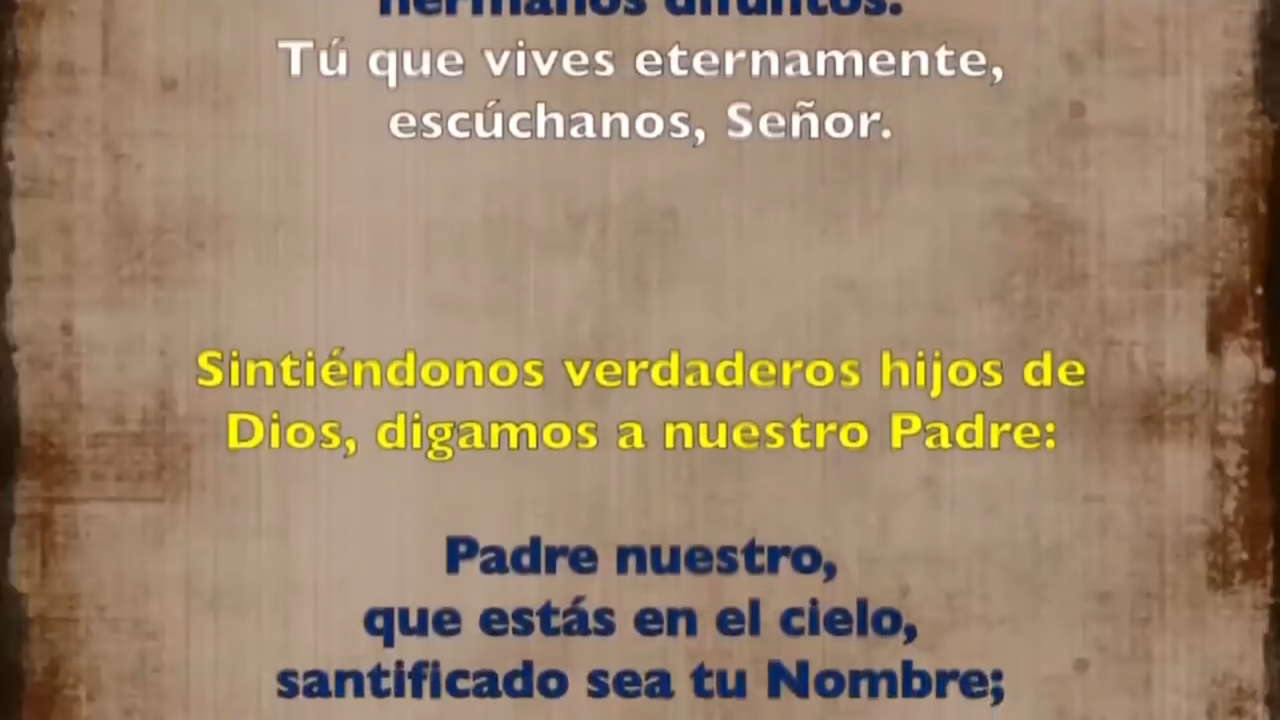 hermanos difuntos.
Tú que vives eternamente,
escúchanos, Señor.
Sintiéndonos verdaderos hijos de
Dios, digamos a nuestro Padre:
Padre nuestro,
que estás en el cielo,
santificado sea tu Nombre;